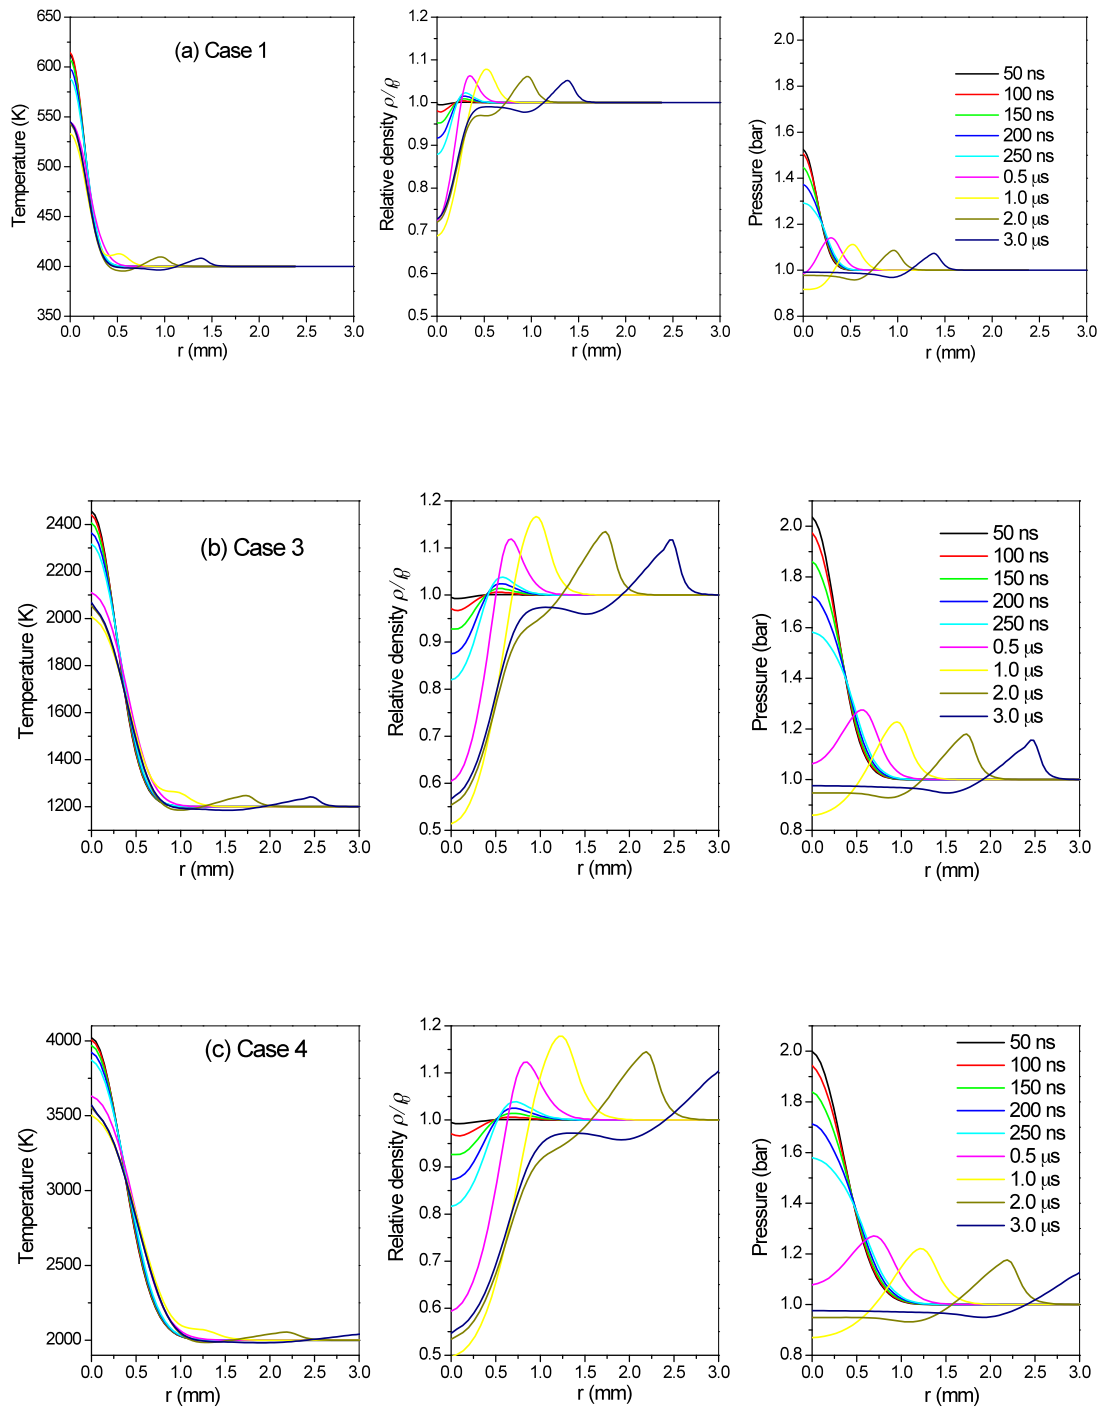 (a) Case 1
Temperature (K)
650
600
550
500
450
400
350
0.0 0.5 1.0 1.5 2.0 2.5 3.0
r (mm)
Relative density ρ/ρ0
1.2
1.1
1.0
0.9
0.8
0.7
0.6
0.5
0.0 0.5 1.0 1.5 2.0 2.5 3.0
r (mm)
Pressure (bar)
2.0
1.8
1.6
1.4
1.2
1.0
0.8
50 ns
100 ns
150 ns
200 ns
250 ns
0.5 μs
1.0 μs
2.0 μs
3.0 μs
0.0 0.5 1.0 1.5 2.0 2.5 3.0
r (mm)
(b) Case 3
Temperature (K)
2400
2200
2000
1800
1600
1400
1200
0.0 0.5 1.0 1.5 2.0 2.5 3.0
r (mm)
Relative density ρ/ρ0
1.2
1.1
1.0
0.9
0.8
0.7
0.6
0.5
0.0 0.5 1.0 1.5 2.0 2.5 3.0
r (mm)
Pressure (bar)
2.0
1.8
1.6
1.4
1.2
1.0
0.8
50 ns
100 ns
150 ns
200 ns
250 ns
0.5 μs
1.0 μs
2.0 μs
3.0 μs
0.0 0.5 1.0 1.5 2.0 2.5 3.0
r (mm)
(c) Case 4
Temperature (K)
4000
3500
3000
2500
2000
0.0 0.5 1.0 1.5 2.0 2.5 3.0
r (mm)
Relative density ρ/ρ0
1.2
1.1
1.0
0.9
0.8
0.7
0.6
0.5
0.0 0.5 1.0 1.5 2.0 2.5 3.0
r (mm)
Pressure (bar)
2.0
1.8
1.6
1.4
1.2
1.0
0.8
50 ns
100 ns
150 ns
200 ns
250 ns
0.5 μs
1.0 μs
2.0 μs
3.0 μs
0.0 0.5 1.0 1.5 2.0 2.5 3.0
r (mm)